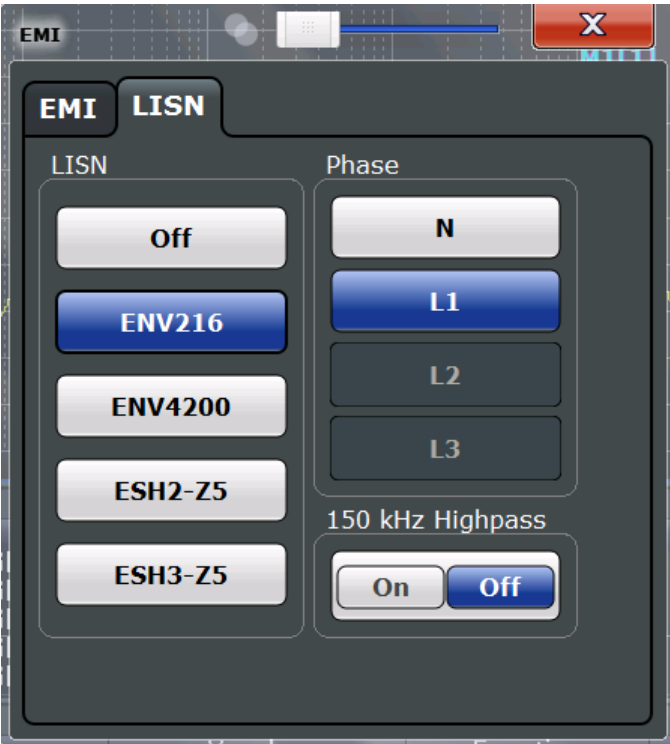 EMI
X
EMI
LISN
LISN
Off
ENV216
ENV4200
ESH2-Z5
ESH3-Z5
Phase
N
L1
L2
L3
150 kHz Highpass
On Off